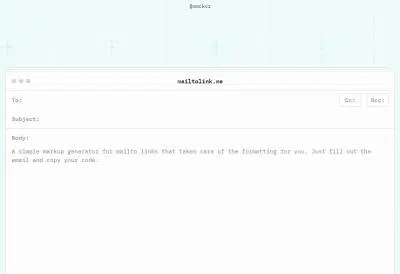 mailtolink.me
To:
Cc:
Bcc:
Subject:
Body:
A simple markup generator for mailto links that takes care of the formatting for you. Just fill out the
email and copy your code.